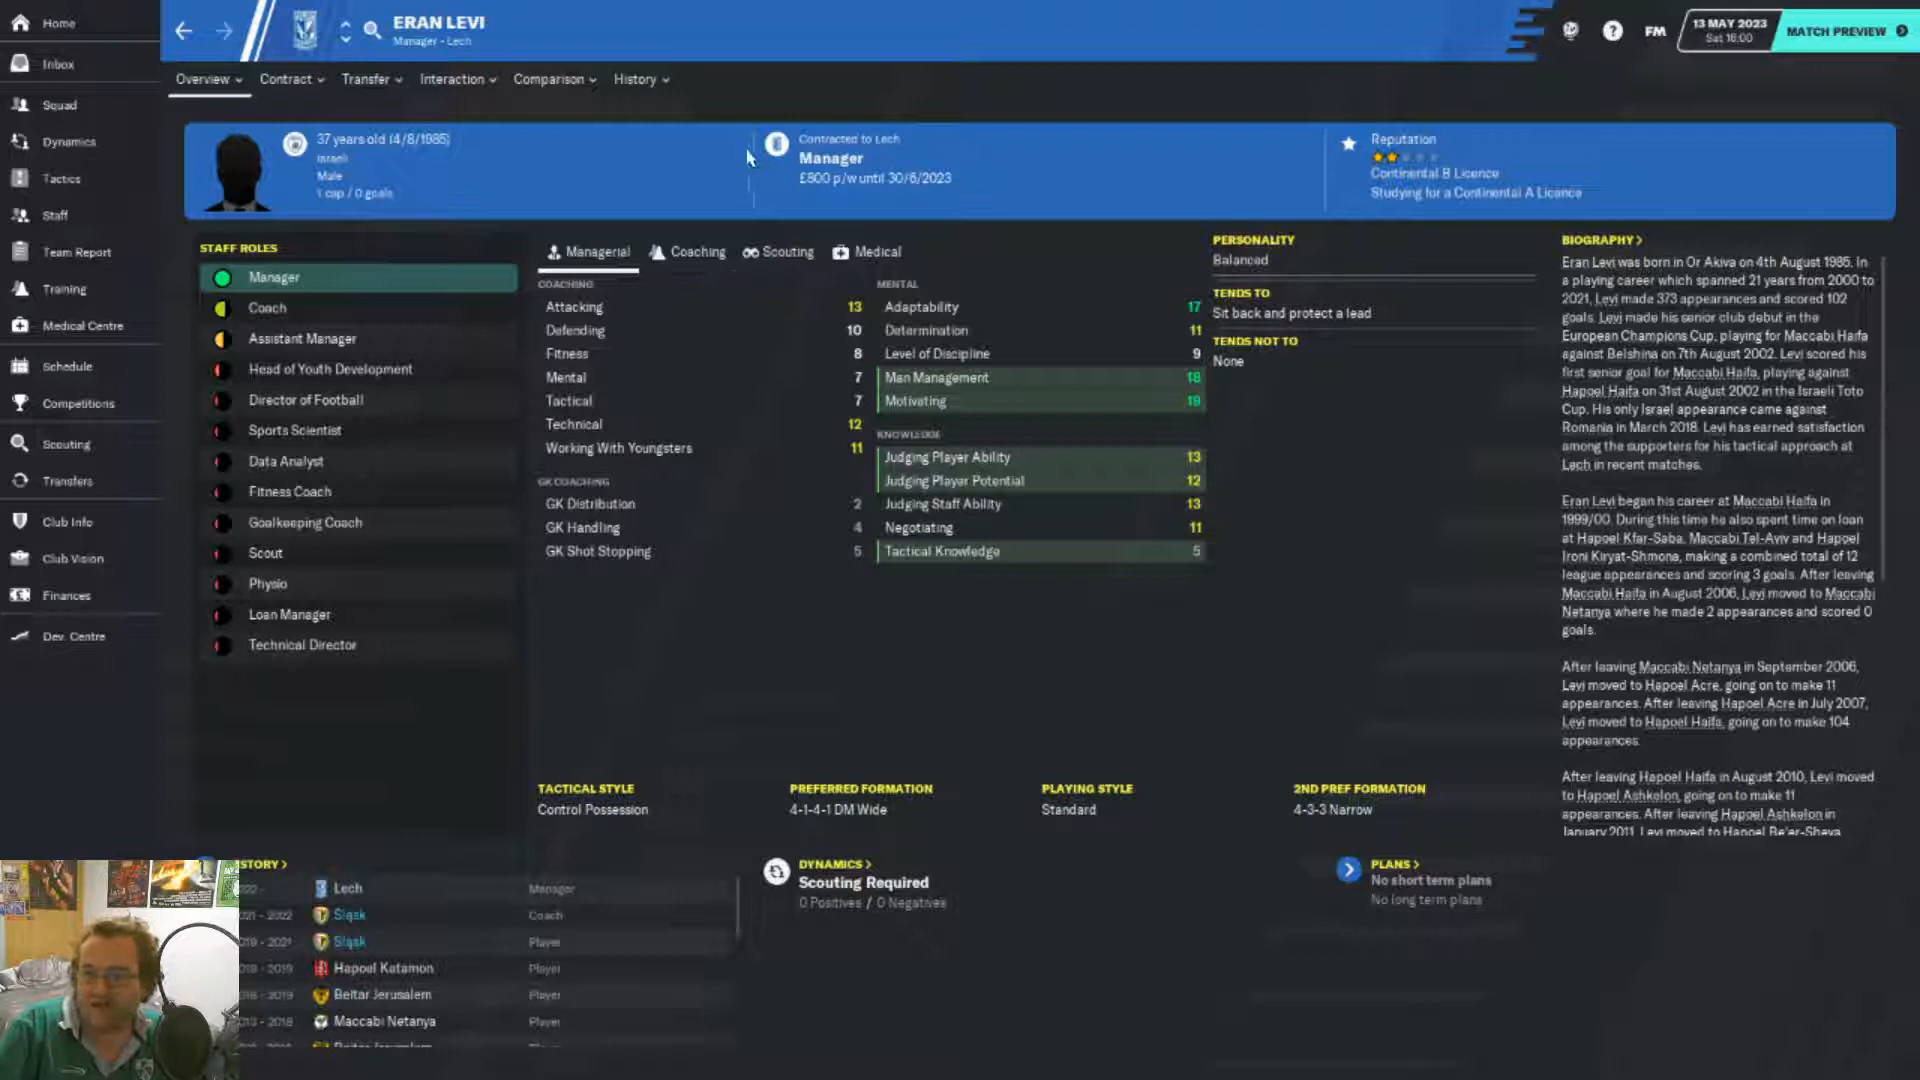 Home
ERAN LEVI
Manager - Lech
FM
13 MAY 2023
Sat 18:00
MATCH PREVIEW
Inbox
Overview
Contract
Transfer
Interaction
Comparison
History
Squad
Dynamics
Tactics
Staff
Team Report
Training
Medical Centre
Schedule
Competitions
Scouting
Transfers
Club Info
Club Vision
Finances
Dev. Centre
37 years old (4/8/1985)
Israeli
Male
1 cap / 0 goals
Contracted to Lech
Manager
£800 p/w until 30/6/2023
Reputation
Continental B Licence
Studying for a Continental A Licence
STAFF ROLES
Manager
Coach
Assistant Manager
Head of Youth Development
Director of Football
Sports Scientist
Data Analyst
Fitness Coach
Goalkeeping Coach
Scout
Physio
Loan Manager
Technical Director
Managerial
Coaching
Scouting
Medical
COACHING
Attacking 13
Defending 10
Fitness 8
Mental 7
Tactical 7
Technical 12
Working With Youngsters 11
GK COACHING
GK Distribution 2
GK Handling 4
GK Shot Stopping 5
MENTAL
Adaptability 17
Determination 11
Level of Discipline 9
Man Management 18
Motivating 19
KNOWLEDGE
Judging Player Ability 13
Judging Player Potential 12
Judging Staff Ability 13
Negotiating 11
Tactical Knowledge 5
PERSONALITY
Balanced
TENDS TO
Sit back and protect a lead
TENDS NOT TO
None
BIOGRAPHY >
Eran Levi was born in Or Akiva on 4th August 1985. In
a playing career which spanned 21 years from 2000 to
2021, Levi made 373 appearances and scored 102
goals. Levi made his senior club debut in the
European Champions Cup, playing for Maccabi Haifa
against Belshina on 7th August 2002. Levi scored his
first senior goal for Maccabi Haifa, playing against
Hapoel Haifa on 31st August 2002 in the Israeli Toto
Cup. His only Israel appearance came against
Romania in March 2018. Levi has earned satisfaction
among the supporters for his tactical approach at
Lech in recent matches.
Eran Levi began his career at Maccabi Haifa in
1999/00. During this time he also spent time on loan
at Hapoel Kfar-Saba, Maccabi Tel-Aviv and Hapoel
Ironi Kiryat-Shmona, making a combined total of 12
league appearances and scoring 3 goals. After leaving
Maccabi Haifa in August 2006, Levi moved to Maccabi
Netanya where he made 2 appearances and scored 0
goals.
After leaving Maccabi Netanya in September 2006,
Levi moved to Hapoel Acre, going on to make 11
appearances. After leaving Hapoel Acre in July 2007,
Levi moved to Hapoel Haifa, going on to make 104
appearances.
After leaving Hapoel Haifa in August 2010, Levi moved
to Hapoel Ashkelon, going on to make 11
appearances. After leaving Hapoel Ashkelon in
January 2011, Levi moved to Hapoel Be'er-Sheva,
TACTICAL STYLE
Control Possession
PREFERRED FORMATION
4-1-4-1 DM Wide
PLAYING STYLE
Standard
2ND PREF FORMATION
4-3-3 Narrow
STORY >
Lech Manager
2022 Śląsk Coach
2021 Śląsk Player
2019 Hapoel Katamon Player
2019 Beitar Jerusalem Player
2018 Maccabi Netanya Player
DYNAMICS >
Scouting Required
0 Positives / 0 Negatives
PLANS >
No short term plans
No long term plans